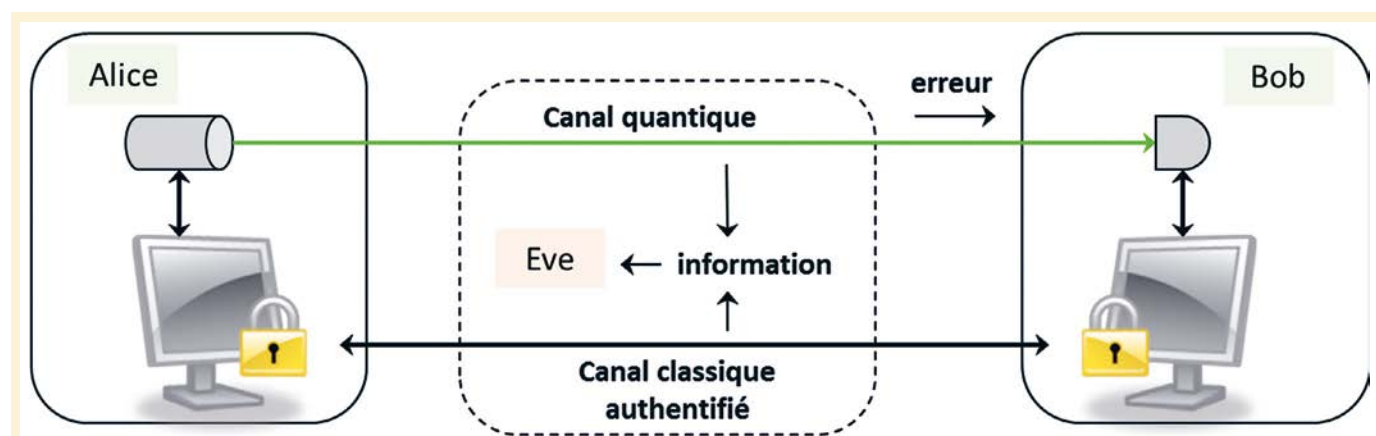 Alice
Bob
erreur
Canal quantique
Eve
information
Canal classique
authentifié